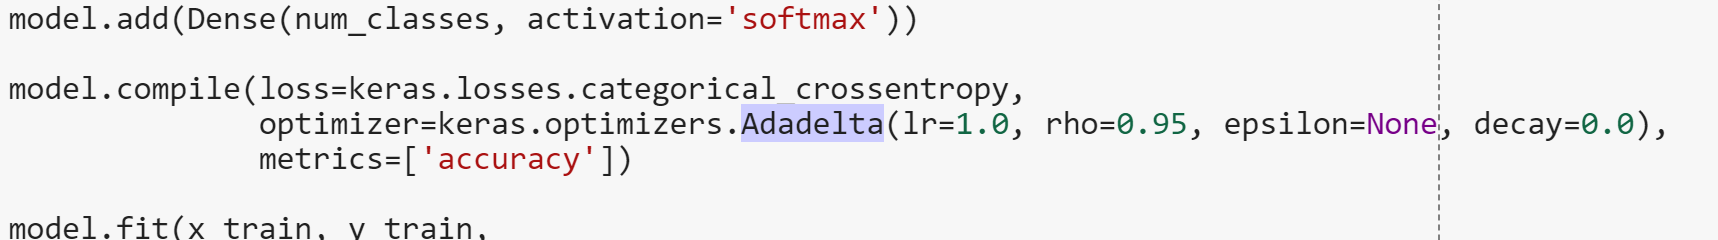 model.add(Dense(num_classes, activation='softmax'))
model.compile(loss=keras.losses.categorical_crossentropy,
optimizer=keras.optimizers.Adadelta(lr=1.0, rho=0.95, epsilon=None, decay=0.0),
metrics=['accuracy'])
model.fit(x_train, y_train,